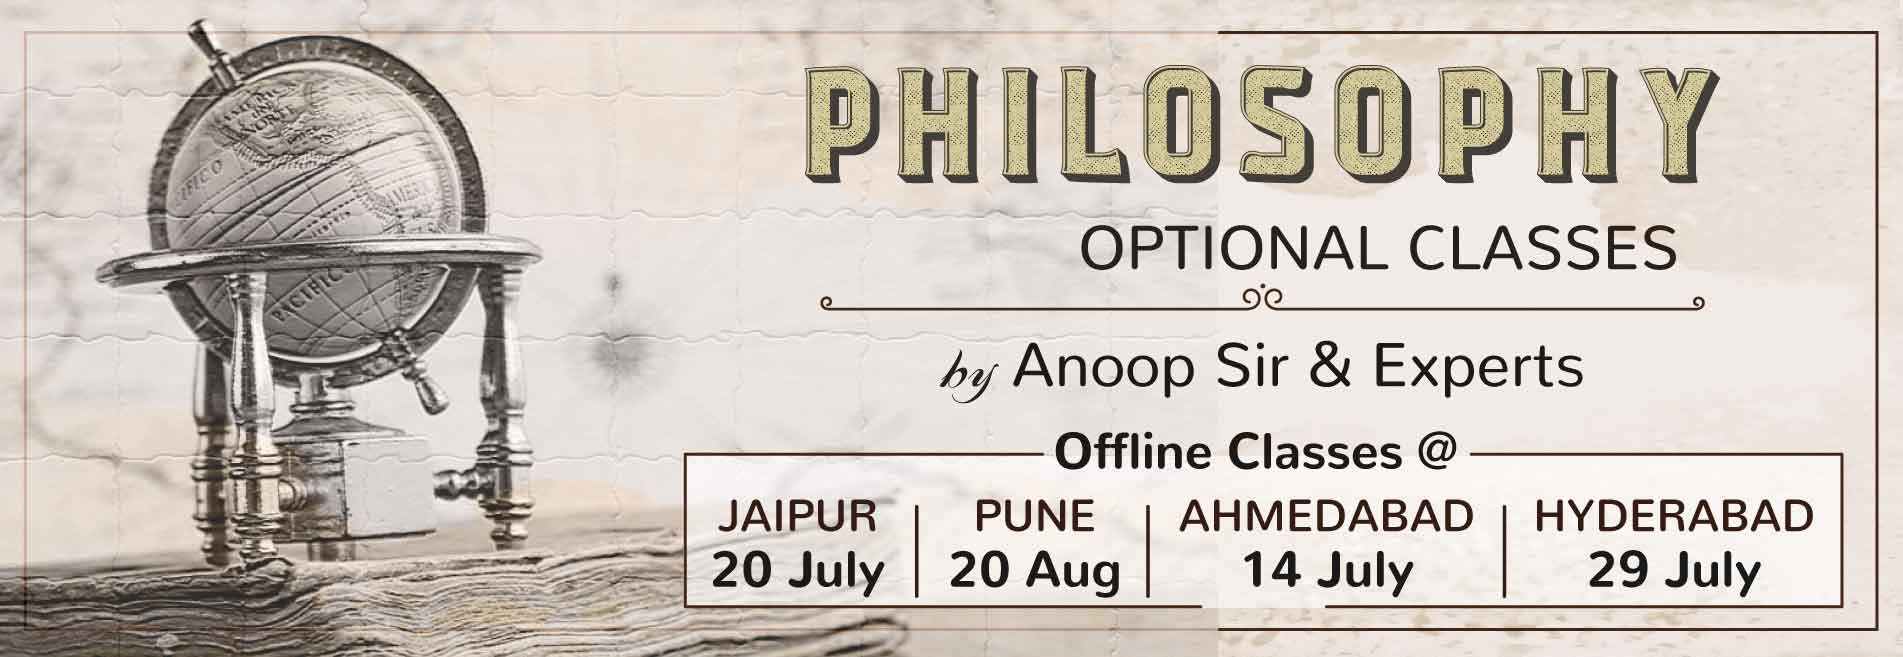 PHILOSOPHY
OPTIONAL CLASSES
by Anoop Sir & Experts
Offline Classes @
JAIPUR PUNE AHMEDABAD HYDERABAD
20 July 20 Aug 14 July 29 July
PACIFICO